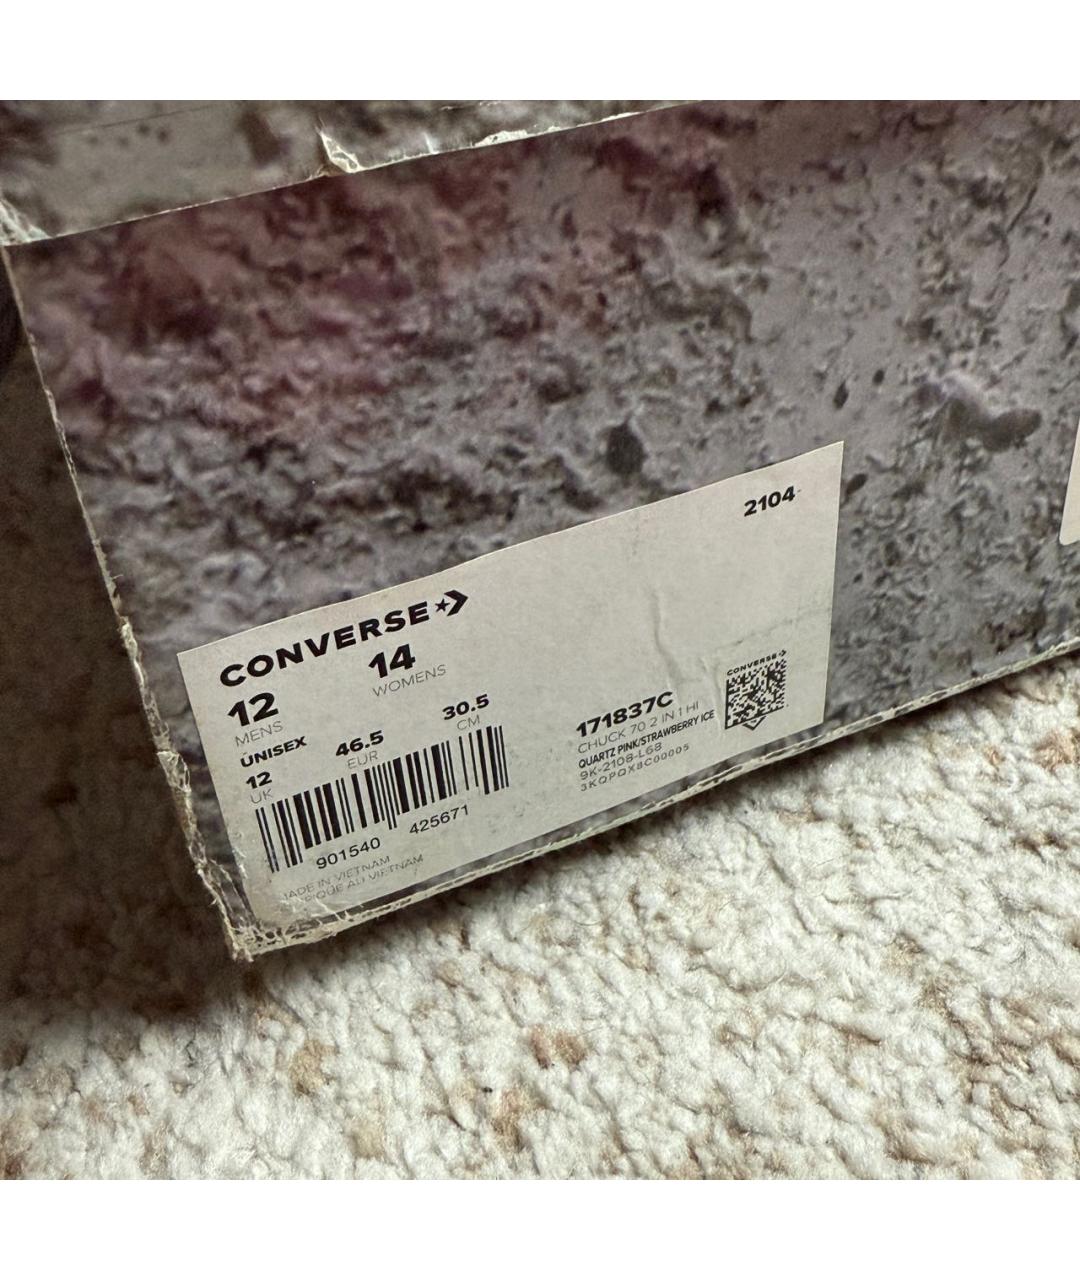 2104
CONVERSE
12 14
MENS WOMENS
UNISEX 46.5 30.5
EUR CM
12
UK
901540 425671
MADE IN VIETNAM
AU VIETNAM
171837C
CHUCK 70 2 IN 1 HI
QUARTZ PINK/STRAWBERRY ICE
9K-2108-L68
3KQPQX8C00005
CONVERSE